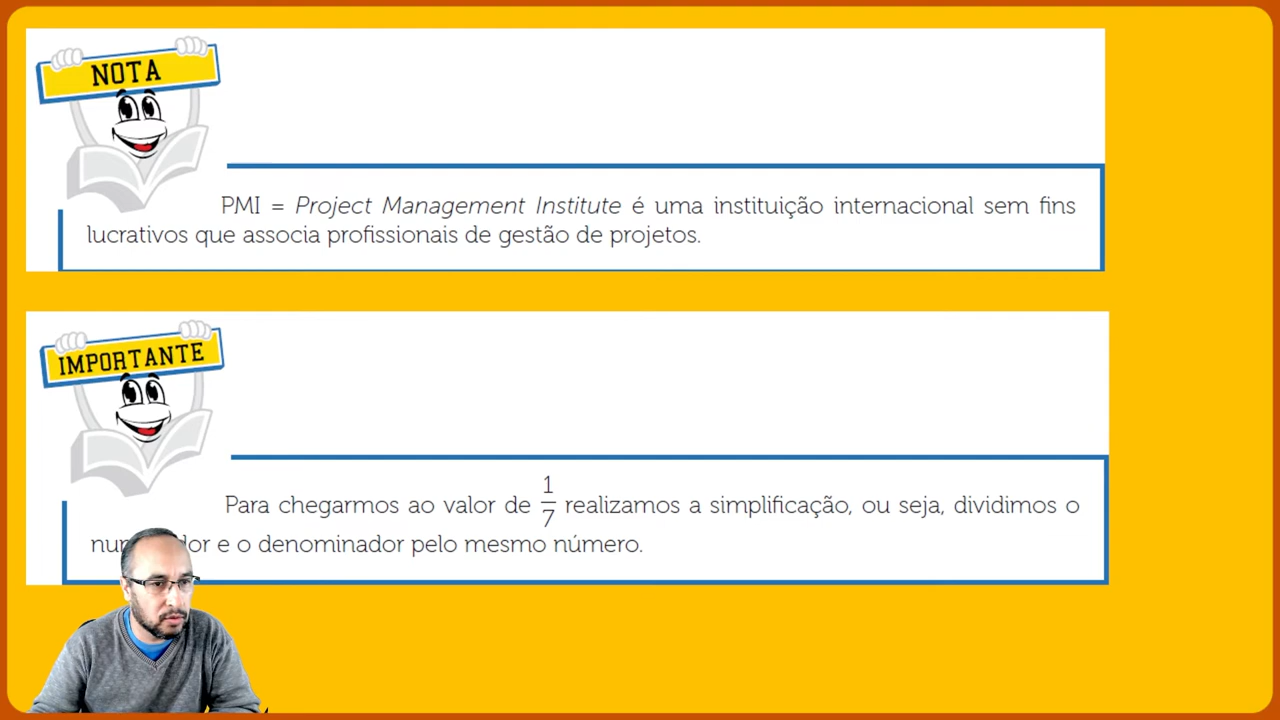 NOTA
PMI = Project Management Institute é uma instituição internacional sem fins
lucrativos que associa profissionais de gestão de projetos.
IMPORTANTE
Para chegarmos ao valor de 1/7 realizamos a simplificação, ou seja, dividimos o
e o denominador pelo mesmo número.